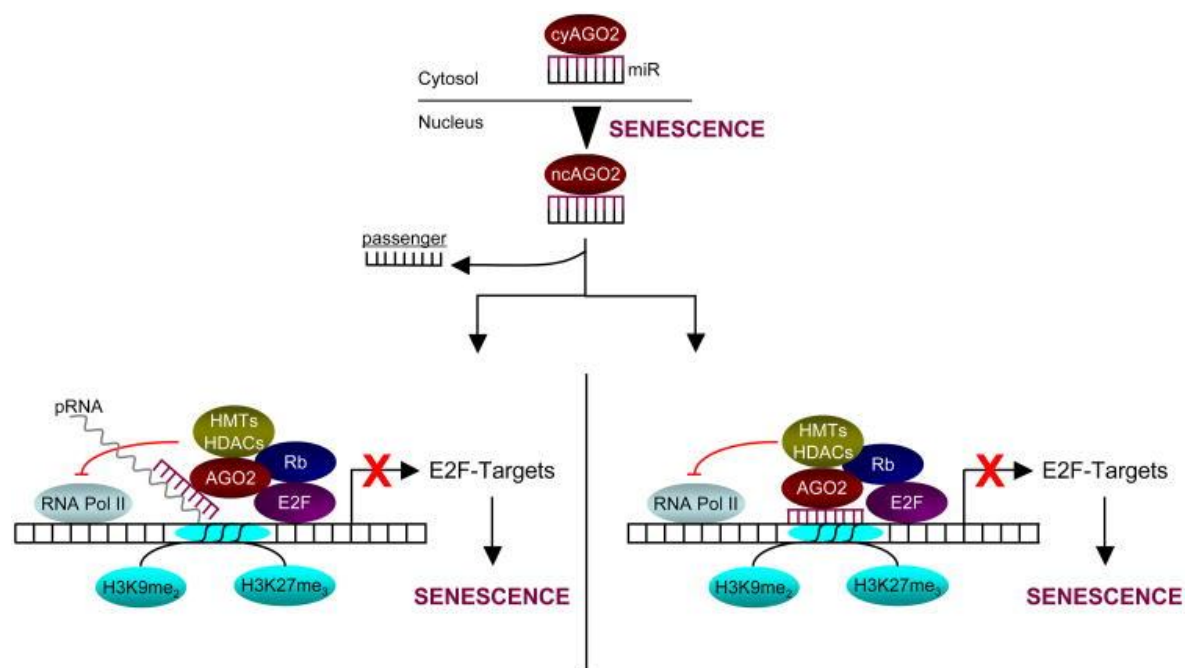 cyAGO2
miR
Cytosol
Nucleus
SENESCENCE
ncAGO2
passenger
pRNA
HMTs
HDACs
Rb
AGO2
E2F
RNA Pol II
X
E2F-Targets
H3K9me₂
H3K27me₃
SENESCENCE
HMTs
HDACs
Rb
AGO2
E2F
RNA Pol II
X
E2F-Targets
H3K9me₂
H3K27me₃
SENESCENCE